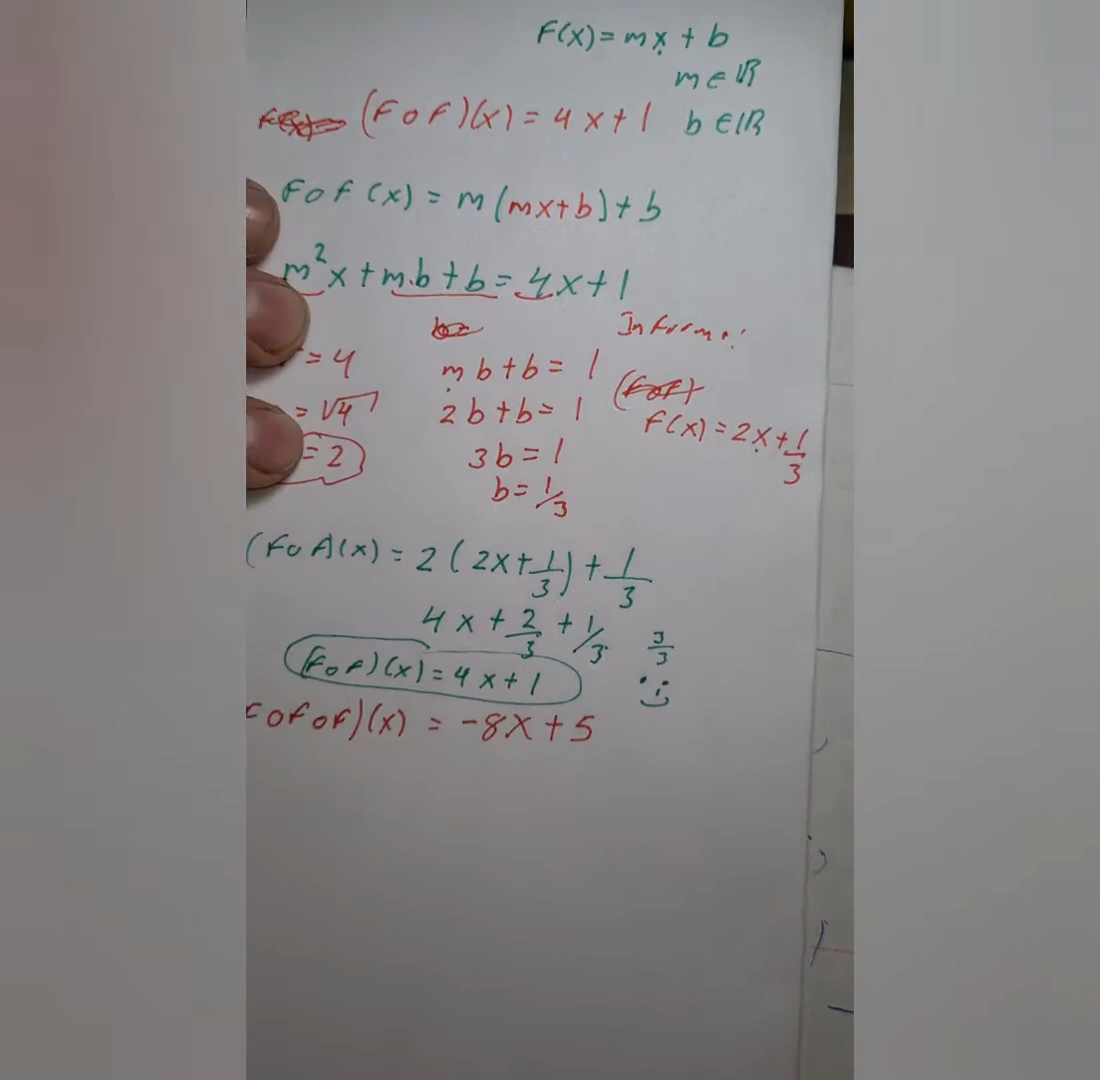 F(x) = mx + b
m ∈ ℝ
(FoF)(x) = 4x+1 b ∈ ℝ
FoF(x) = m(mx+b)+b
m²x + m.b + b = 4x+1
Informe:
= 4 mb+b = 1
= √4 2b+b = 1 F(x) = 2x+1/3
= 2 3b = 1
b = 1/3
(FoF)(x) = 2(2x+1/3)+1/3
4x + 2/3 + 1/3 3/3
(FoF)(x) = 4x+1
FoFoF)(x) = -8x+5